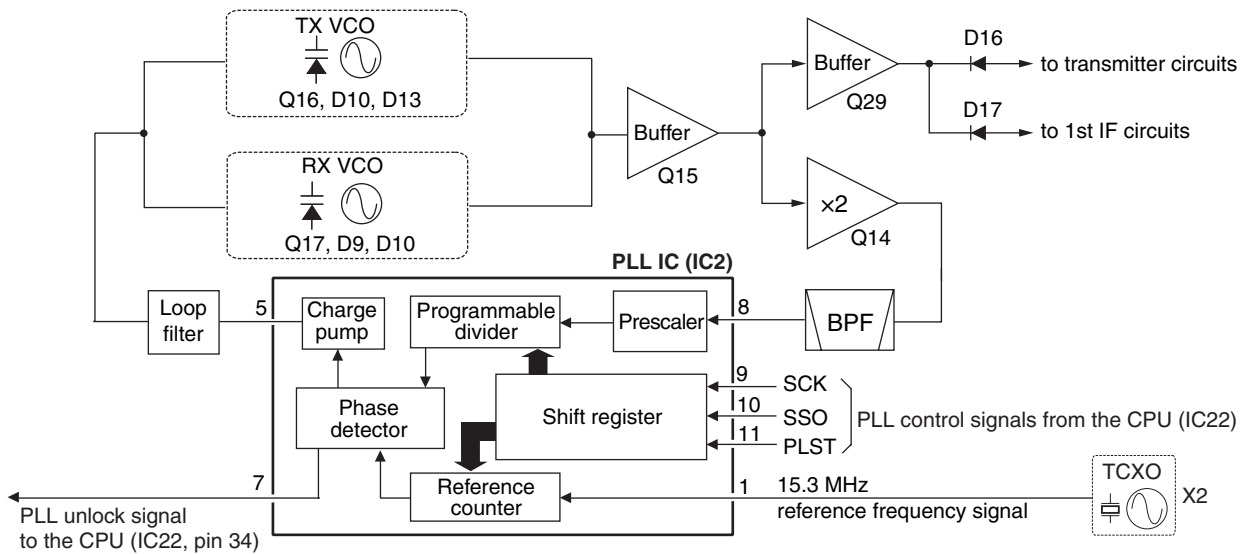 TX VCO
Q16, D10, D13
RX VCO
Q17, D9, D10
Buffer
Q15
Buffer
Q29
D16
to transmitter circuits
D17
to 1st IF circuits
×2
Q14
PLL IC (IC2)
Loop
filter
5
Charge
pump
Programmable
divider
Prescaler
8
BPF
Phase
detector
Shift register
9
SCK
10
SSO
11
PLST
PLL control signals from the CPU (IC22)
7
PLL unlock signal
to the CPU (IC22, pin 34)
Reference
counter
1
15.3 MHz
reference frequency signal
TCXO
X2